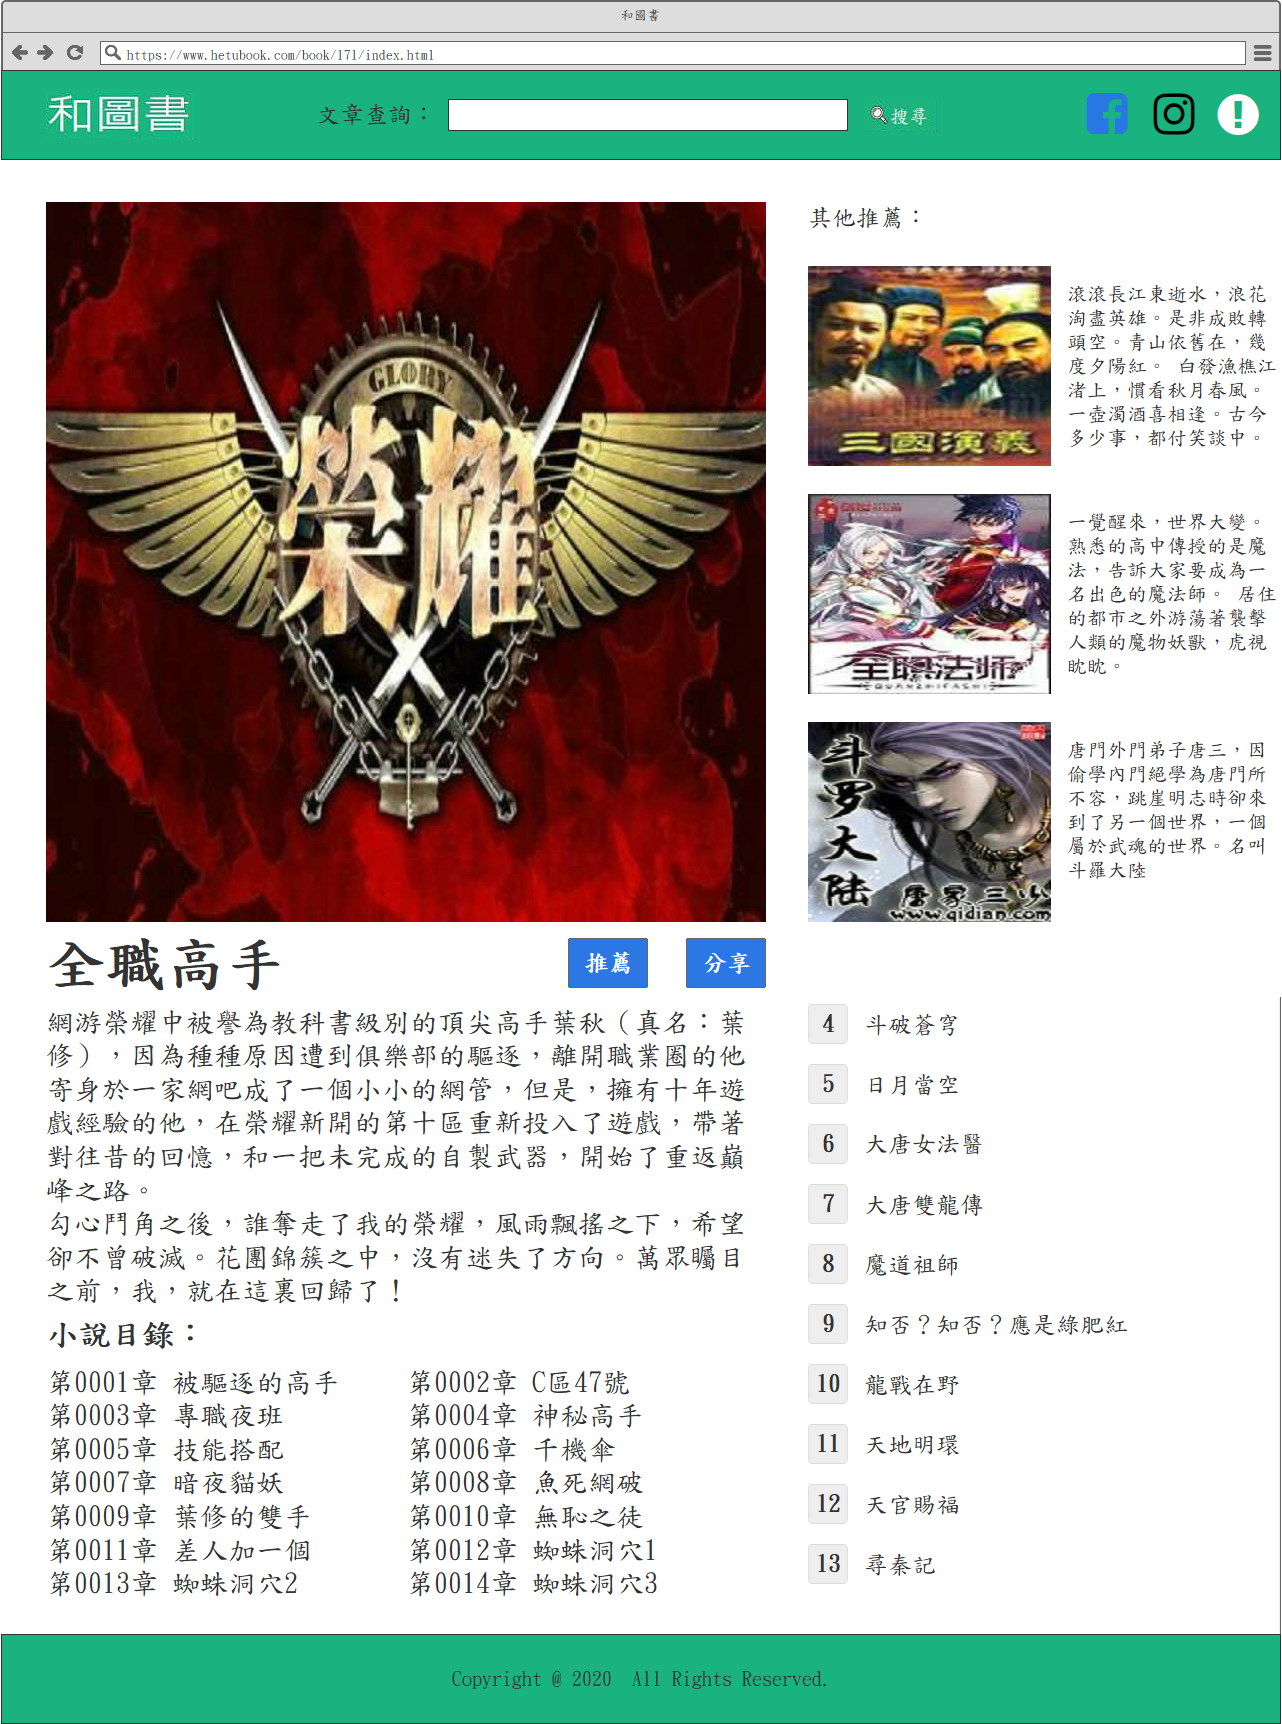 和圖書
https://www.hetubook.com/book/171/index.html
和圖書
文章查詢：
搜尋
GLORY
榮耀
全職高手
推薦
分享
網游榮耀中被譽為教科書級別的頂尖高手葉秋（真名：葉
修），因為種種原因遭到俱樂部的驅逐，離開職業圈的他
寄身於一家網吧成了一個小小的網管，但是，擁有十年遊
戲經驗的他，在榮耀新開的第十區重新投入了遊戲，帶著
對往昔的回憶，和一把未完成的自製武器，開始了重返巔
峰之路。
勾心鬥角之後，誰奪走了我的榮耀，風雨飄搖之下，希望
卻不曾破滅。花團錦簇之中，沒有迷失了方向。萬眾矚目
之前，我，就在這裏回歸了！
小說目錄：
第0001章 被驅逐的高手
第0002章 C區47號
第0003章 專職夜班
第0004章 神秘高手
第0005章 技能搭配
第0006章 千機傘
第0007章 暗夜貓妖
第0008章 魚死網破
第0009章 葉修的雙手
第0010章 無恥之徒
第0011章 差人加一個
第0012章 蜘蛛洞穴1
第0013章 蜘蛛洞穴2
第0014章 蜘蛛洞穴3
其他推薦：
三國演義
滾滾長江東逝水，浪花
淘盡英雄。是非成敗轉
頭空。青山依舊在，幾
度夕陽紅。 白發漁樵江
渚上，慣看秋月春風。
一壺濁酒喜相逢。古今
多少事，都付笑談中。
全职法师
QUANZHIFASHI
一覺醒來，世界大變。
熟悉的高中傳授的是魔
法，告訴大家要成為一
名出色的魔法師。 居住
的都市之外游蕩著襲擊
人類的魔物妖獸，虎視
眈眈。
斗罗大陆
唐家三少
www.qidian.com
唐門外門弟子唐三，因
偷學內門絕學為唐門所
不容，跳崖明志時卻來
到了另一個世界，一個
屬於武魂的世界。名叫
斗羅大陸
4 斗破蒼穹
5 日月當空
6 大唐女法醫
7 大唐雙龍傳
8 魔道祖師
9 知否？知否？應是綠肥紅
10 龍戰在野
11 天地明環
12 天官賜福
13 尋秦記
Copyright @ 2020  All Rights Reserved.